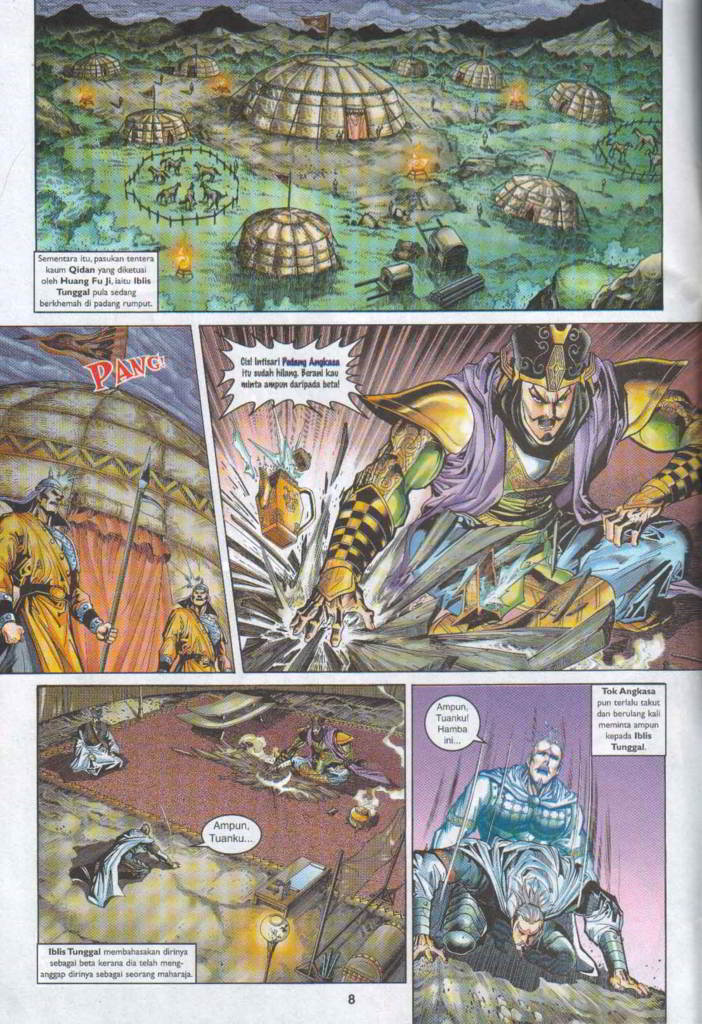 Sementara itu, pasukan tentera
kaum Qidan yang diketuai
oleh Huang Fu Ji, iaitu Iblis
Tunggal pula sedang
berkhemah di padang rumput.
PANG!
Cis! Intisari Pedang Angkasa
itu sudah hilang. Berani kau
minta ampun daripada beta!
Ampun,
Tuanku...
Iblis Tunggal membahasakan dirinya
sebagai beta kerana dia telah meng-
anggap dirinya sebagai seorang maharaja.
Ampun,
Tuanku!
Hamba
ini...
Tok Angkasa
pun terlalu takut
dan berulang kali
meminta ampun
kepada Iblis
Tunggal.
8